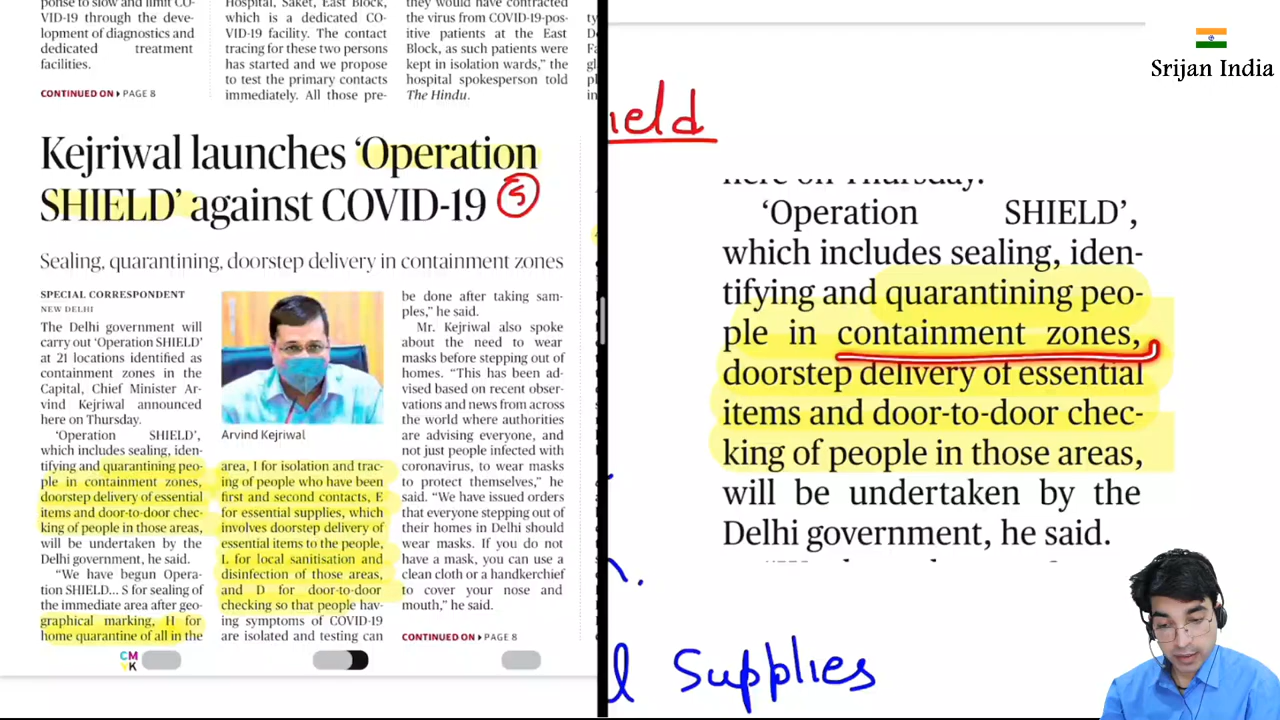 ponse to slow and limit CO-
VID-19 through the deve-
lopment of diagnostics and
dedicated treatment
facilities.
CONTINUED ON PAGE 8
Hospital, Saket, East Block,
which is a dedicated CO-
VID-19 facility. The contact
tracing for these two persons
has started and we propose
to test the primary contacts
immediately. All those pre-
they would have contracted
the virus from COVID-19-pos-
itive patients at the East
Block, as such patients were
kept in isolation wards," the
hospital spokesperson told
The Hindu.
Kejriwal launches 'Operation
SHIELD' against COVID-19
5
Sealing, quarantining, doorstep delivery in containment zones
SPECIAL CORRESPONDENT
NEW DELHI
The Delhi government will
carry out 'Operation SHIELD'
at 21 locations identified as
containment zones in the
Capital, Chief Minister Ar-
vind Kejriwal announced
here on Thursday.
'Operation SHIELD',
which includes sealing, iden-
tifying and quarantining peo-
ple in containment zones,
doorstep delivery of essential
items and door-to-door chec-
king of people in those areas,
will be undertaken by the
Delhi government, he said.
"We have begun Opera-
tion SHIELD... S for sealing of
the immediate area after geo-
graphical marking, H for
home quarantine of all in the
Arvind Kejriwal
area, I for isolation and trac-
ing of people who have been
first and second contacts, E
for essential supplies, which
involves doorstep delivery of
essential items to the people,
L for local sanitisation and
disinfection of those areas,
and D for door-to-door
checking so that people hav-
ing symptoms of COVID-19
are isolated and testing can
be done after taking sam-
ples," he said.
Mr. Kejriwal also spoke
about the need to wear
masks before stepping out of
homes. "This has been ad-
vised based on recent obser-
vations and news from across
the world where authorities
are advising everyone, and
not just people infected with
coronavirus, to wear masks
to protect themselves," he
said. "We have issued orders
that everyone stepping out of
their homes in Delhi should
wear masks. If you do not
have a mask, you can use a
clean cloth or a handkerchief
to cover your nose and
mouth," he said.
CONTINUED ON PAGE 8
CM
YK
ield
here on Thursday.
'Operation SHIELD',
which includes sealing, iden-
tifying and quarantining peo-
ple in containment zones,
doorstep delivery of essential
items and door-to-door chec-
king of people in those areas,
will be undertaken by the
Delhi government, he said.
l Supplies
Srijan India